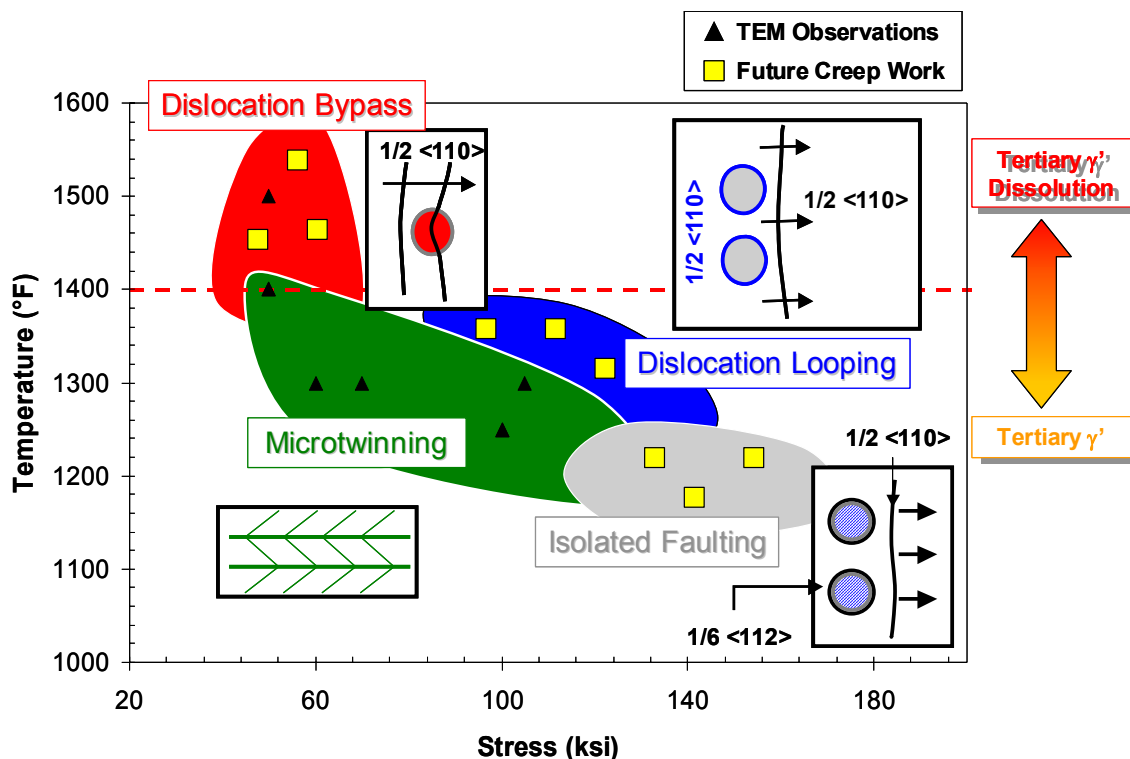 TEM Observations
Future Creep Work
1600
1500
1400
1300
1200
1100
1000
Temperature (°F)
20
60
100
140
180
Stress (ksi)
Dislocation Bypass
1/2 <110>
1/2 <110>
1/2 <110>
Dislocation Looping
Microtwinning
Isolated Faulting
1/2 <110>
1/6 <112>
Tertiary γ’
Dissolution
Tertiary γ’